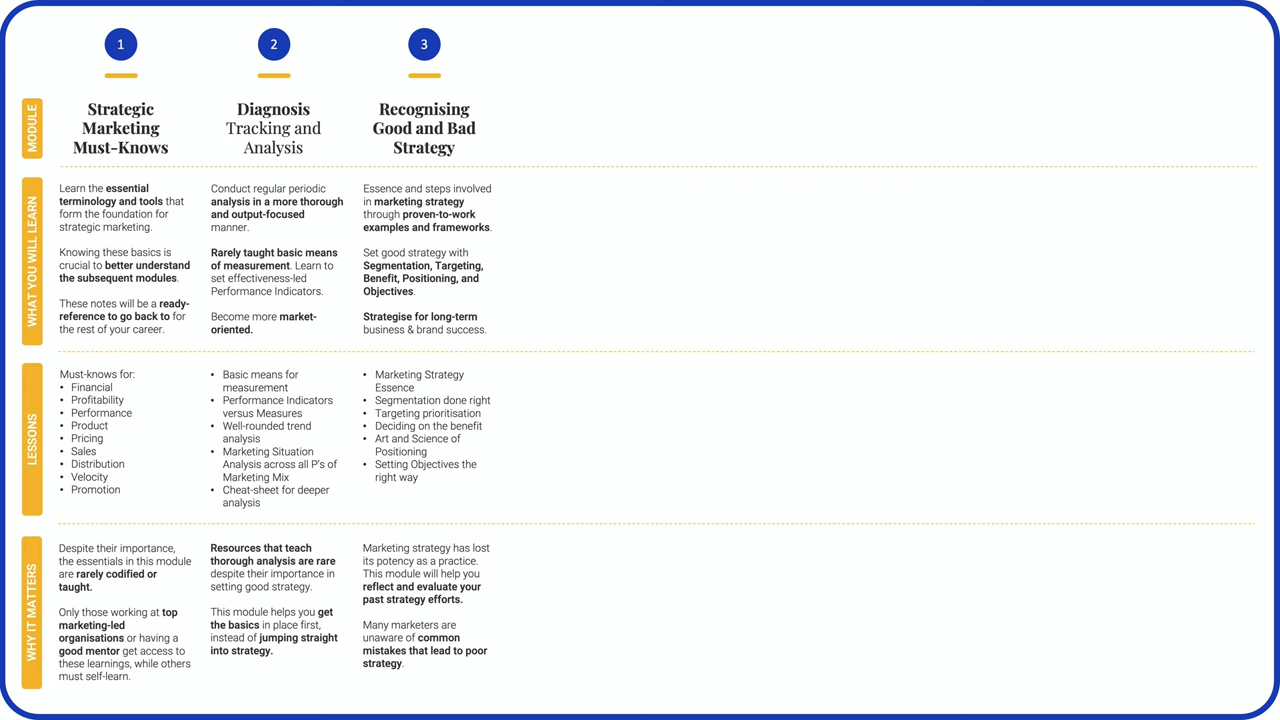 1
2
3
MODULE
Strategic
Marketing
Must-Knows
Diagnosis
Tracking and
Analysis
Recognising
Good and Bad
Strategy
WHAT YOU WILL LEARN
Learn the essential
terminology and tools that
form the foundation for
strategic marketing.
Knowing these basics is
crucial to better understand
the subsequent modules.
These notes will be a ready-
reference to go back to for
the rest of your career.
Conduct regular periodic
analysis in a more thorough
and output-focused
manner.
Rarely taught basic means
of measurement. Learn to
set effectiveness-led
Performance Indicators.
Become more market-
oriented.
Essence and steps involved
in marketing strategy
through proven-to-work
examples and frameworks.
Set good strategy with
Segmentation, Targeting,
Benefit, Positioning, and
Objectives.
Strategise for long-term
business & brand success.
LESSONS
Must-knows for:
• Financial
• Profitability
• Performance
• Product
• Pricing
• Sales
• Distribution
• Velocity
• Promotion
• Basic means for
measurement
• Performance Indicators
versus Measures
• Well-rounded trend
analysis
• Marketing Situation
Analysis across all P's of
Marketing Mix
• Cheat-sheet for deeper
analysis
• Marketing Strategy
Essence
• Segmentation done right
• Targeting prioritisation
• Deciding on the benefit
• Art and Science of
Positioning
• Setting Objectives the
right way
WHY IT MATTERS
Despite their importance,
the essentials in this module
are rarely codified or
taught.
Only those working at top
marketing-led
organisations or having a
good mentor get access to
these learnings, while others
must self-learn.
Resources that teach
thorough analysis are rare
despite their importance in
setting good strategy.
This module helps you get
the basics in place first,
instead of jumping straight
into strategy.
Marketing strategy has lost
its potency as a practice.
This module will help you
reflect and evaluate your
past strategy efforts.
Many marketers are
unaware of common
mistakes that lead to poor
strategy.